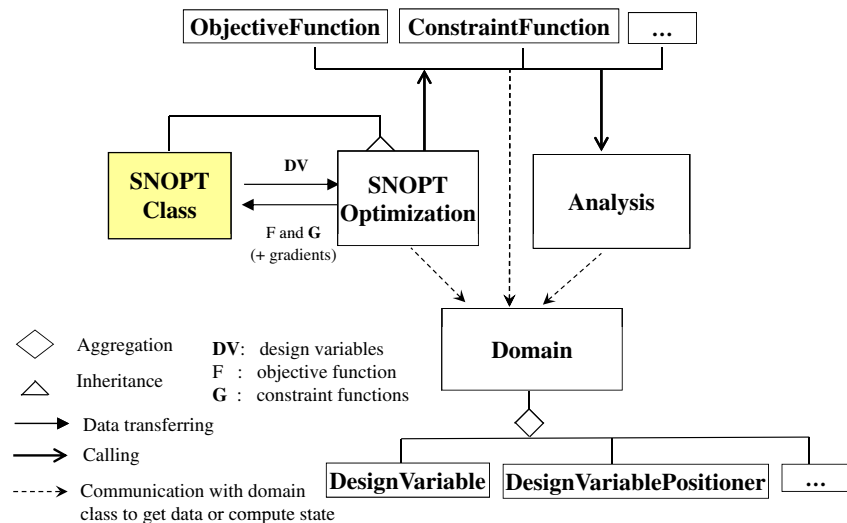 ObjectiveFunction
ConstraintFunction
...
SNOPT
Class
DV
F and G
(+ gradients)
SNOPT
Optimization
Analysis
Domain
Aggregation
Inheritance
Data transferring
Calling
Communication with domain
class to get data or compute state
DV: design variables
F : objective function
G : constraint functions
DesignVariable
DesignVariablePositioner
...